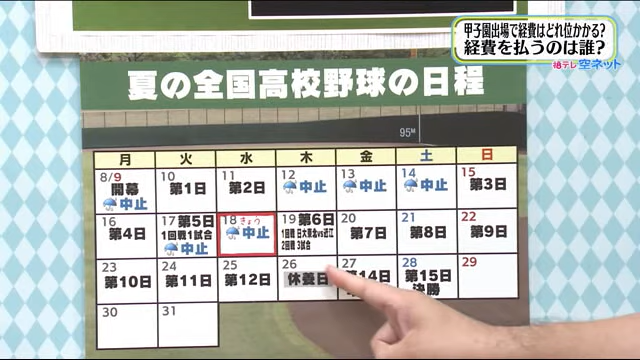 甲子園出場で経費はどれ位かかる?
経費を払うのは誰?
福テレ 空ネット
夏の全国高校野球の日程
95M
月 火 水 木 金 土 日
8/9 10 11 12 13 14 15
開幕 第1日 第2日 中止 中止 中止 第3日
中止
16 17 第5日 18 きょう 19 第6日 20 21 22
第4日 1回戦1試合 中止 1回戦 日大東北vs近江 第7日 第8日 第9日
中止 2回戦 3試合
23 24 25 26 27 28 29
第10日 第11日 第12日 休養日 第14日 第15日
決勝
30 31